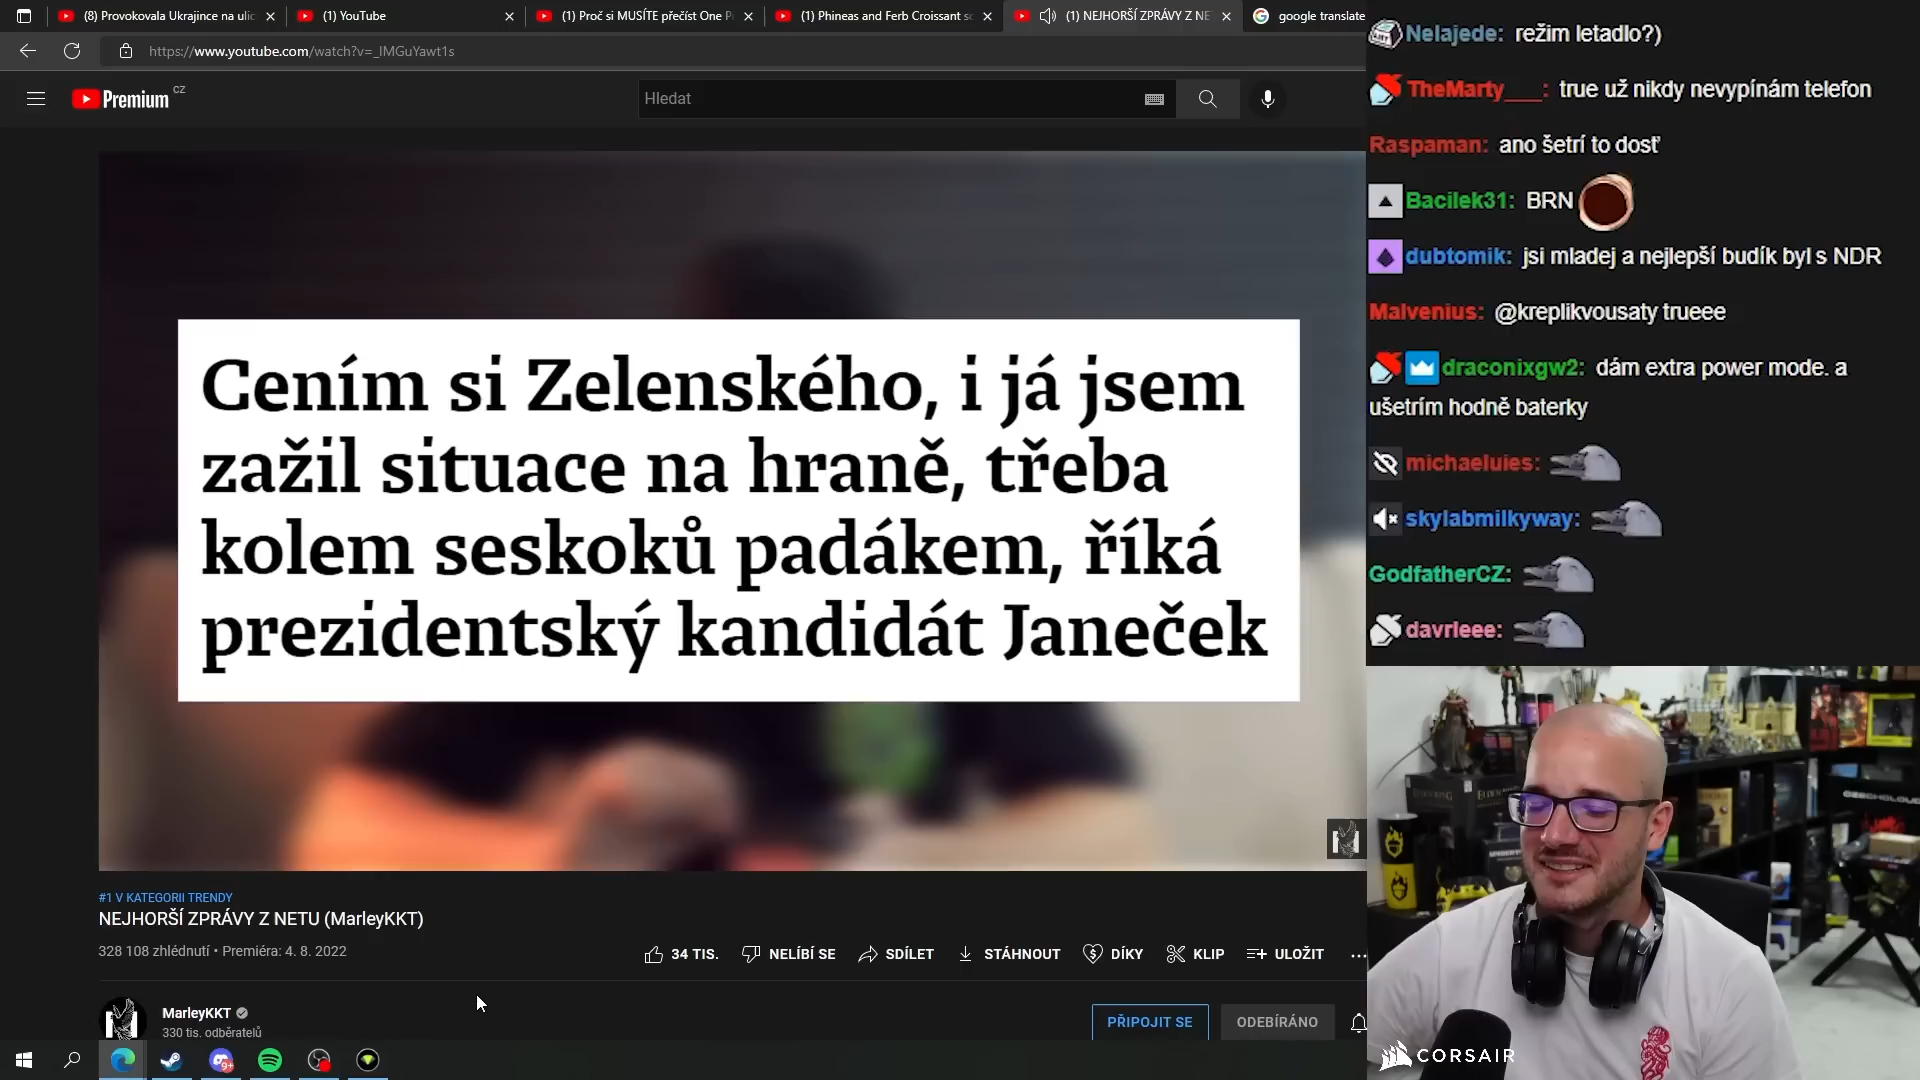 (8) Provokovala Ukrajince na ulic
(1) YouTube
(1) Proč si MUSÍTE přečíst One P
(1) Phineas and Ferb Croissant sc
(1) NEJHORŠÍ ZPRÁVY Z NE
google translate
https://www.youtube.com/watch?v=_IMGuYawt1s
Premium CZ
Hledat
Cením si Zelenského, i já jsem
zažil situace na hraně, třeba
kolem seskoků padákem, říká
prezidentský kandidát Janeček
#1 V KATEGORII TRENDY
NEJHORŠÍ ZPRÁVY Z NETU (MarleyKKT)
328 108 zhlédnutí • Premiéra: 4. 8. 2022
34 TIS. NELÍBÍ SE SDÍLET STÁHNOUT DÍKY KLIP ULOŽIT
MarleyKKT
330 tis. odběratelů
PŘIPOJIT SE ODEBÍRÁNO
Nelajede: režim letadlo?)
TheMarty___: true už nikdy nevypínám telefon
Raspaman: ano šetrí to dosť
Bacilek31: BRN
dubtomik: jsi mladej a nejlepší budík byl s NDR
Malvenius: @kreplikvousaty trueee
draconixgw2: dám extra power mode. a
ušetrím hodně baterky
michaeluies:
skylabmilkyway:
GodfatherCZ:
davrleee:
CORSAIR